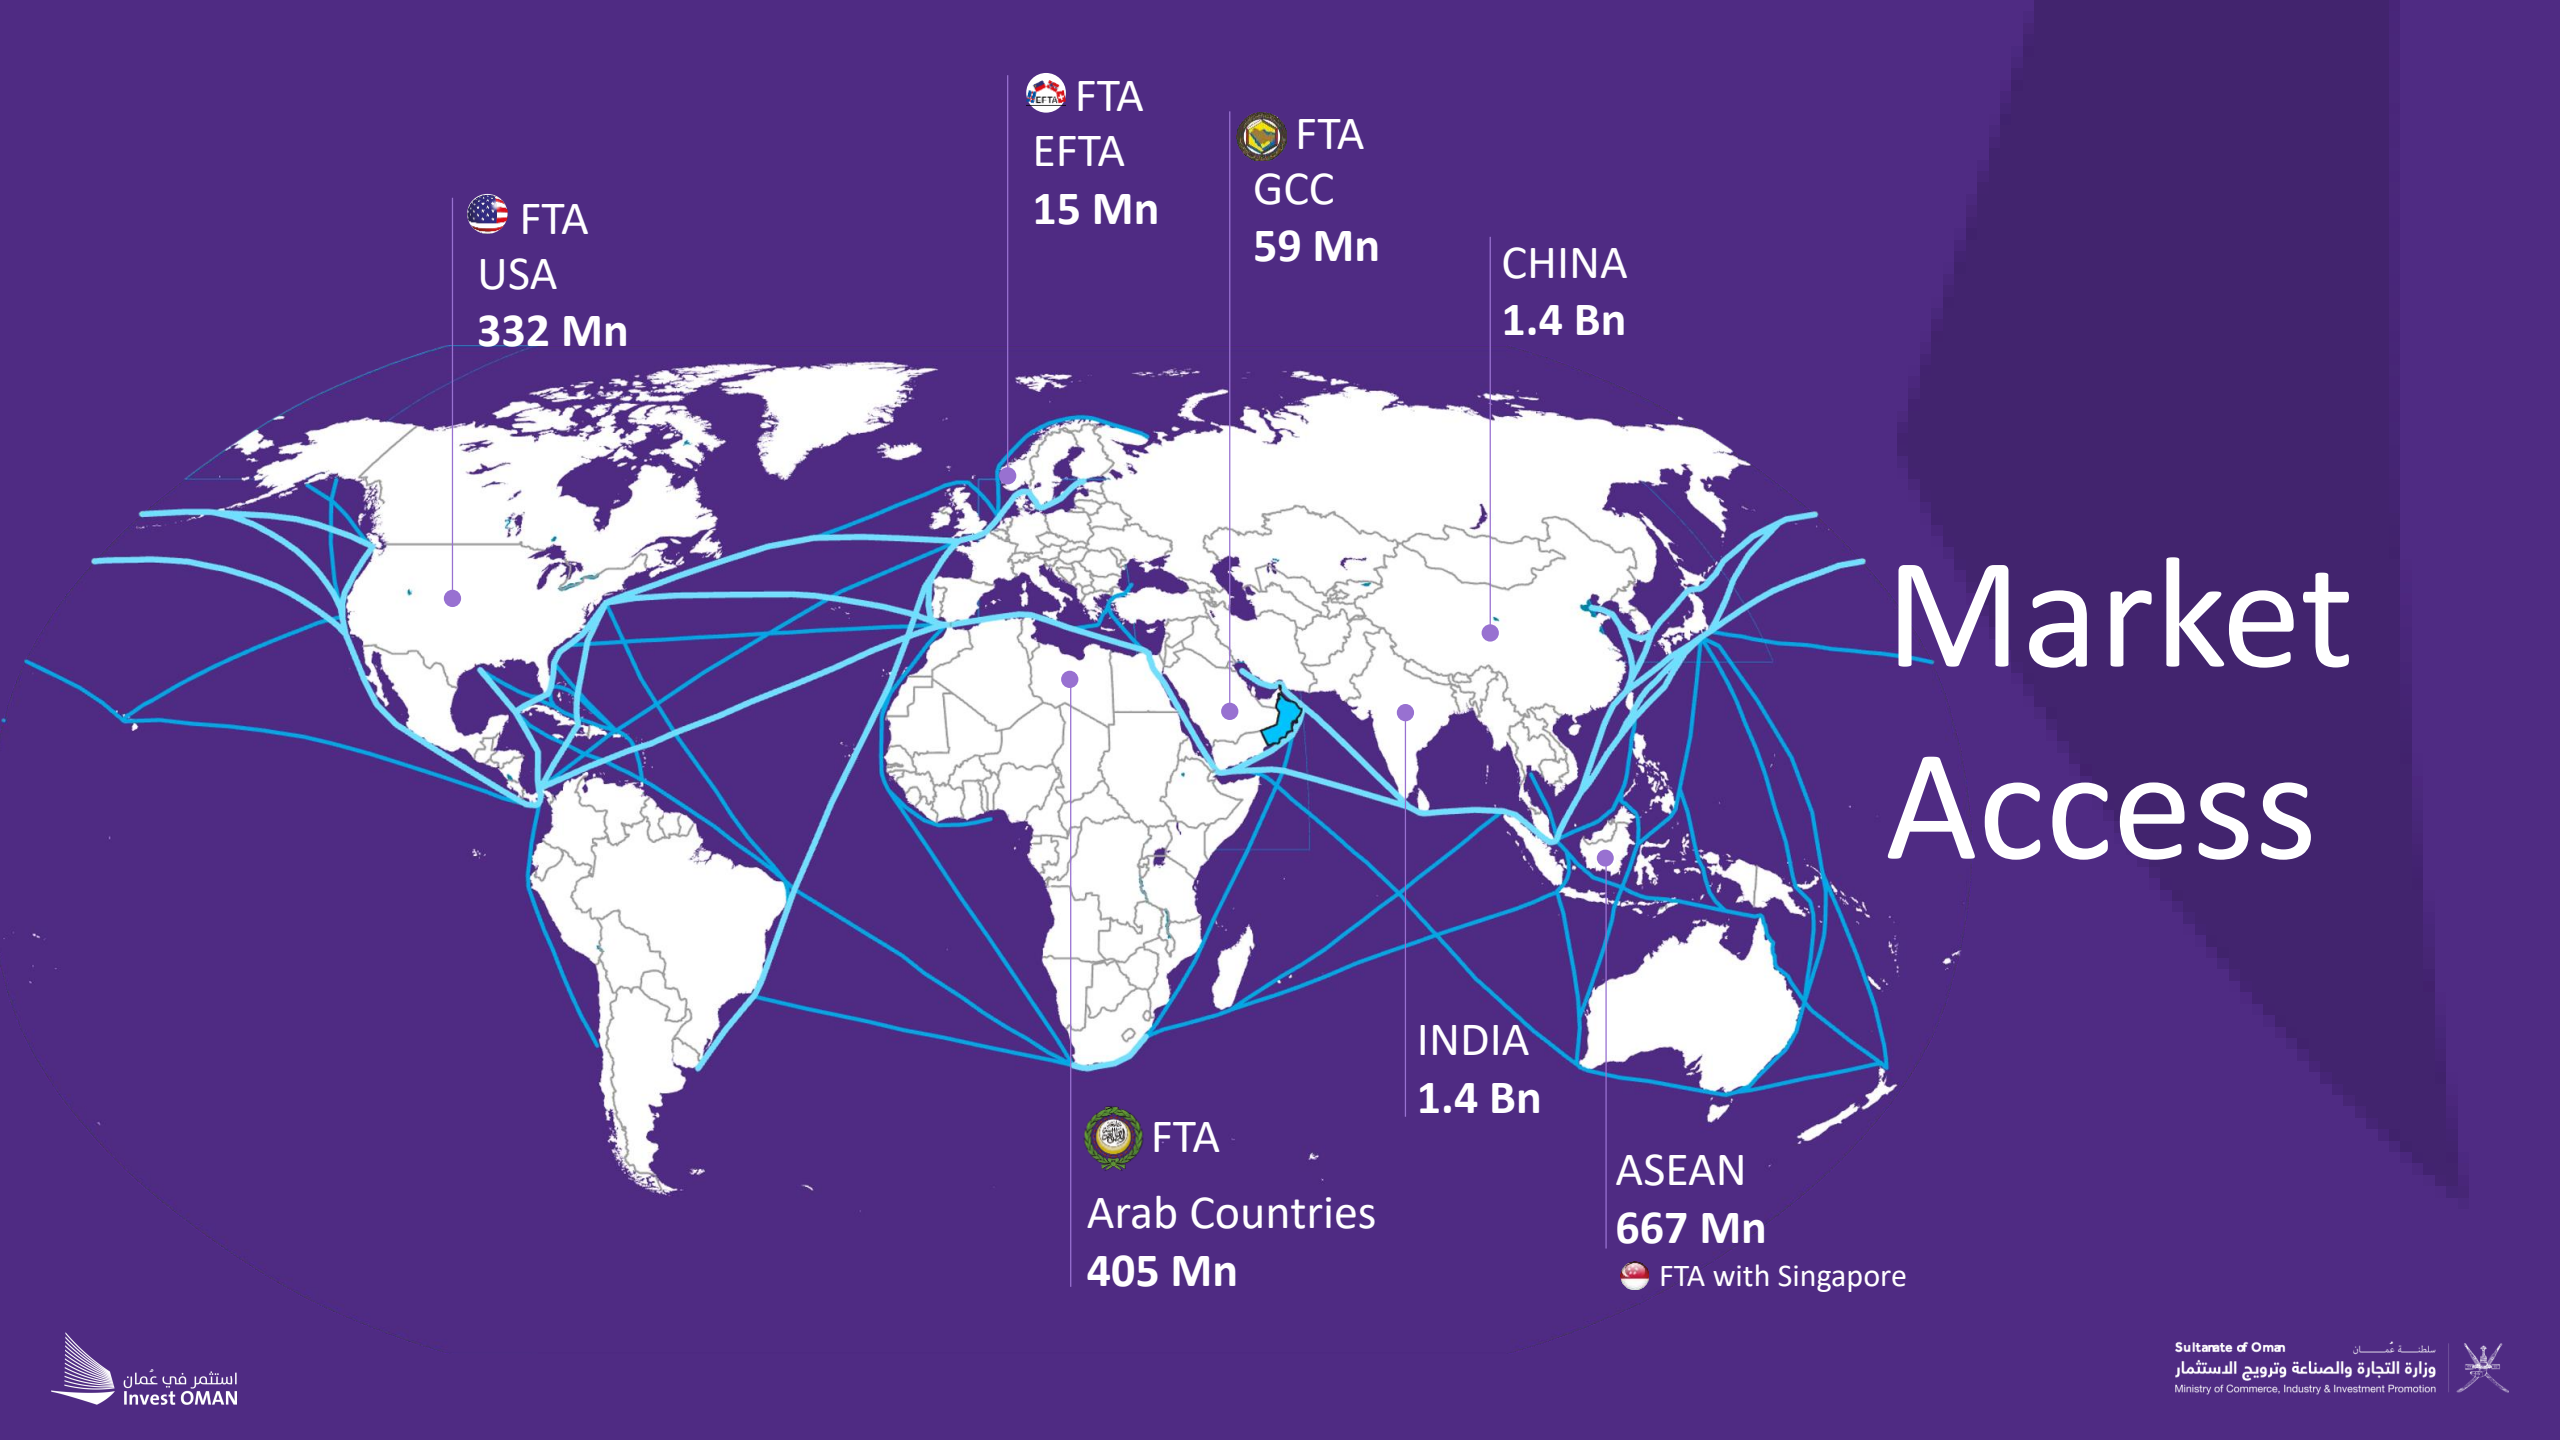 FTA
EFTA
15 Mn
FTA
GCC
59 Mn
FTA
USA
332 Mn
CHINA
1.4 Bn
Market
Access
INDIA
1.4 Bn
FTA
Arab Countries
405 Mn
ASEAN
667 Mn
FTA with Singapore
استثمر في عُمان
Invest OMAN
Sultanate of Oman
سلطنة عُمان
وزارة التجارة والصناعة وترويج الاستثمار
Ministry of Commerce, Industry & Investment Promotion